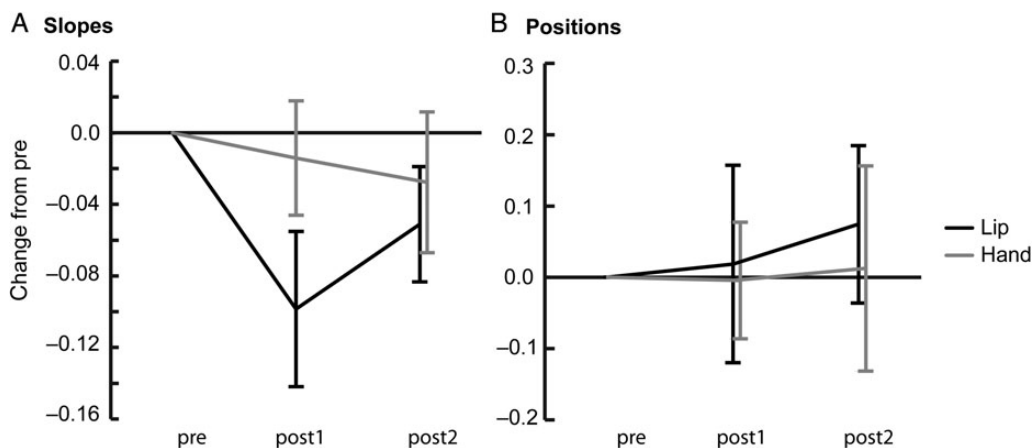 A Slopes
0.04
0.0
−0.04
−0.08
−0.12
−0.16
Change from pre
pre post1 post2
B Positions
0.3
0.2
0.1
0.0
−0.1
−0.2
pre post1 post2
Lip
Hand